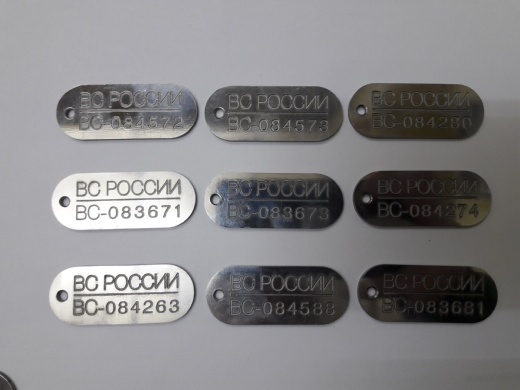 ВС РОССИИ
ВС-084572
ВС РОССИИ
ВС-084573
ВС РОССИИ
ВС-084280
ВС РОССИИ
ВС-083671
ВС РОССИИ
ВС-083673
ВС РОССИИ
ВС-084274
ВС РОССИИ
ВС-084263
ВС РОССИИ
ВС-084588
ВС РОССИИ
ВС-083681